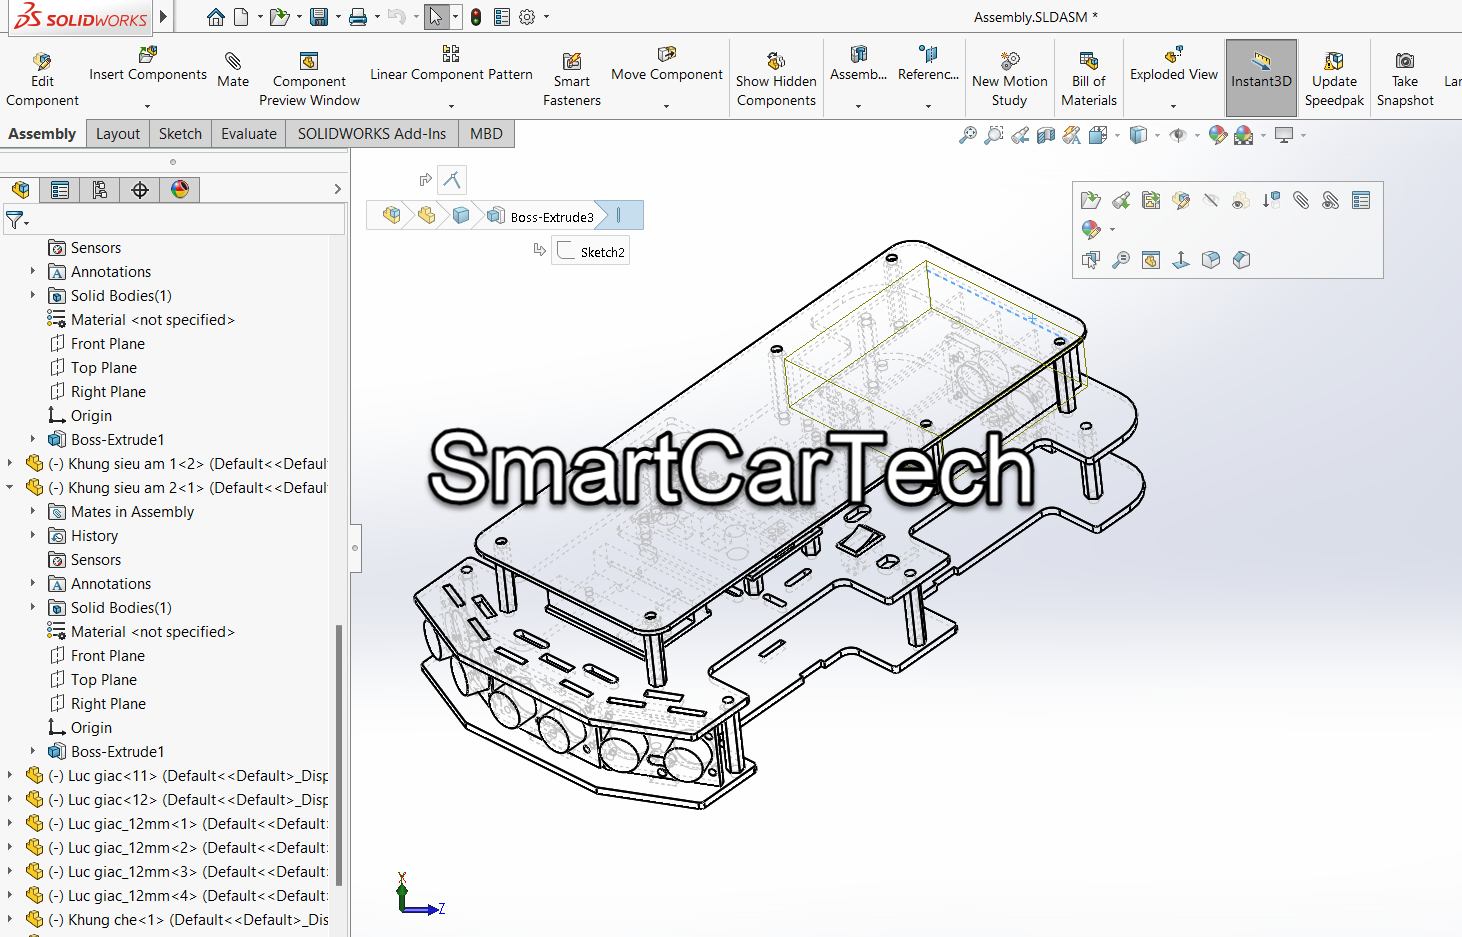 SOLIDWORKS
Assembly.SLDASM *
Edit
Component
Insert Components
Mate
Component
Preview Window
Linear Component Pattern
Smart
Fasteners
Move Component
Show Hidden
Components
Assemb...
Referenc...
New Motion
Study
Bill of
Materials
Exploded View
Instant3D
Update
Speedpak
Take
Snapshot
Lar
Assembly
Layout
Sketch
Evaluate
SOLIDWORKS Add-Ins
MBD
Boss-Extrude3
Sketch2
Sensors
Annotations
Solid Bodies(1)
Material <not specified>
Front Plane
Top Plane
Right Plane
Origin
Boss-Extrude1
(-) Khung sieu am 1<2> (Default<<Defaul
(-) Khung sieu am 2<1> (Default<<Defaul
Mates in Assembly
History
Sensors
Annotations
Solid Bodies(1)
Material <not specified>
Front Plane
Top Plane
Right Plane
Origin
Boss-Extrude1
(-) Luc giac<11> (Default<<Default>_Disp
(-) Luc giac<12> (Default<<Default>_Disp
(-) Luc giac_12mm<1> (Default<<Default:
(-) Luc giac_12mm<2> (Default<<Default:
(-) Luc giac_12mm<3> (Default<<Default:
(-) Luc giac_12mm<4> (Default<<Default:
(-) Khung che<1> (Default<<Default>_Dis
SmartCarTech
Y
Z